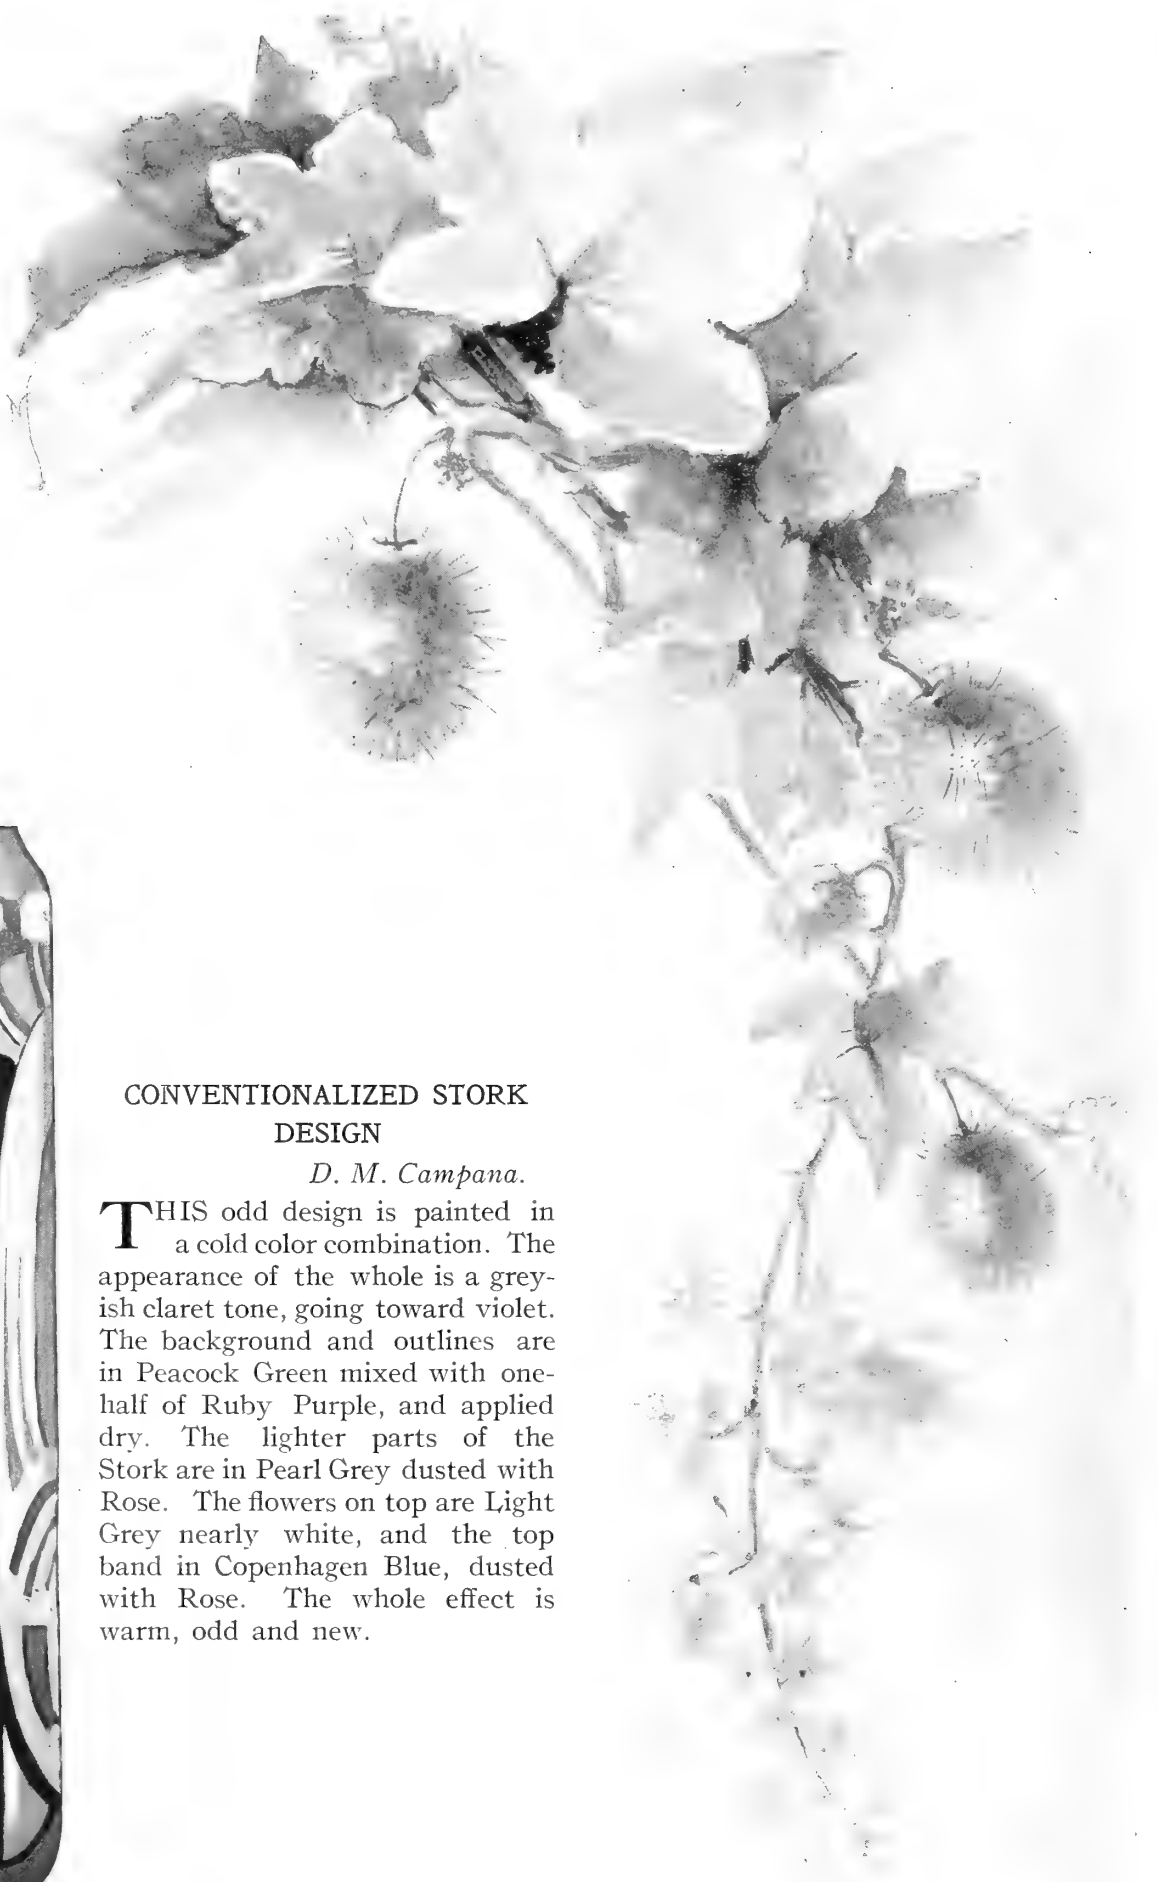 CONVENTIONALIZED STORK
DESIGN
D. M. Campana.
THIS odd design is painted in
a cold color combination. The
appearance of the whole is a grey-
ish claret tone, going toward violet.
The background and outlines are
in Peacock Green mixed with one-
half of Ruby Purple, and applied
dry. The lighter parts of the
Stork are in Pearl Grey dusted with
Rose. The flowers on top are Light
Grey nearly white, and the top
band in Copenhagen Blue, dusted
with Rose. The whole effect is
warm, odd and new.